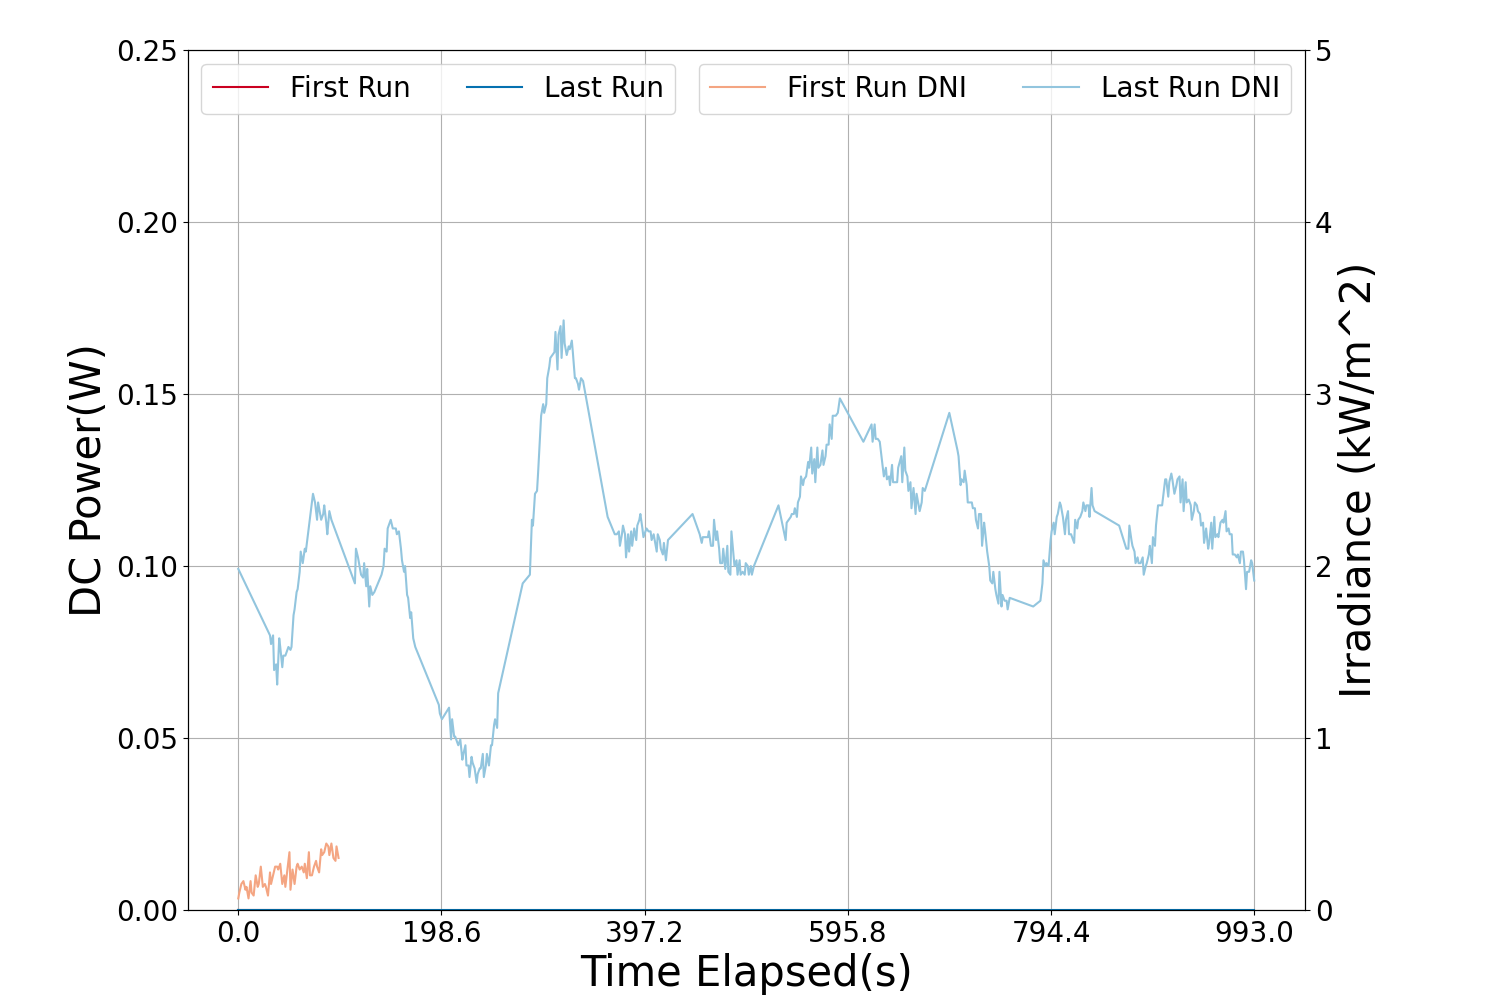 First Run
Last Run
First Run DNI
Last Run DNI
0.25
0.20
0.15
0.10
0.05
0.00
DC Power(W)
5
4
3
2
1
0
Irradiance (kW/m^2)
0.0
198.6
397.2
595.8
794.4
993.0
Time Elapsed(s)